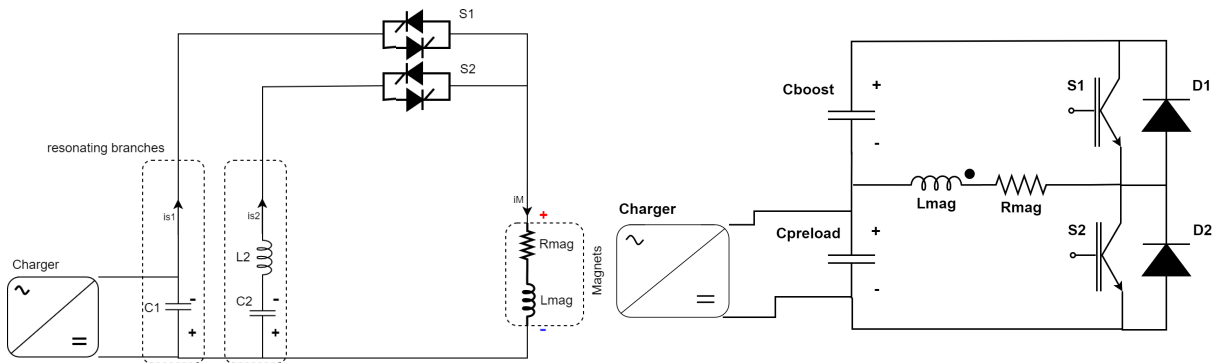 S1
S2
resonating branches
is1
is2
iM
+
Rmag
Lmag
-
Magnets
L2
Charger
C1
-
+
C2
-
+
Cboost
+
-
S1
D1
Lmag
Rmag
Charger
Cpreload
+
-
S2
D2